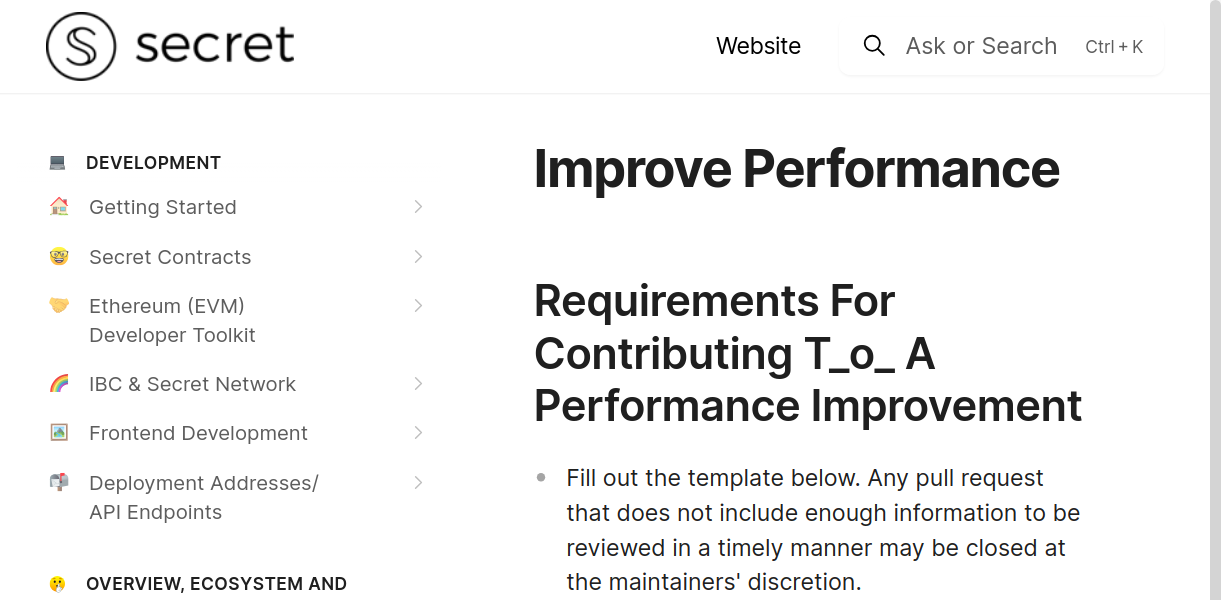 secret
Website
Ask or Search Ctrl + K
DEVELOPMENT
Getting Started
Secret Contracts
Ethereum (EVM)
Developer Toolkit
IBC & Secret Network
Frontend Development
Deployment Addresses/
API Endpoints
OVERVIEW, ECOSYSTEM AND
Improve Performance
Requirements For
Contributing T_o_ A
Performance Improvement
Fill out the template below. Any pull request
that does not include enough information to be
reviewed in a timely manner may be closed at
the maintainers' discretion.